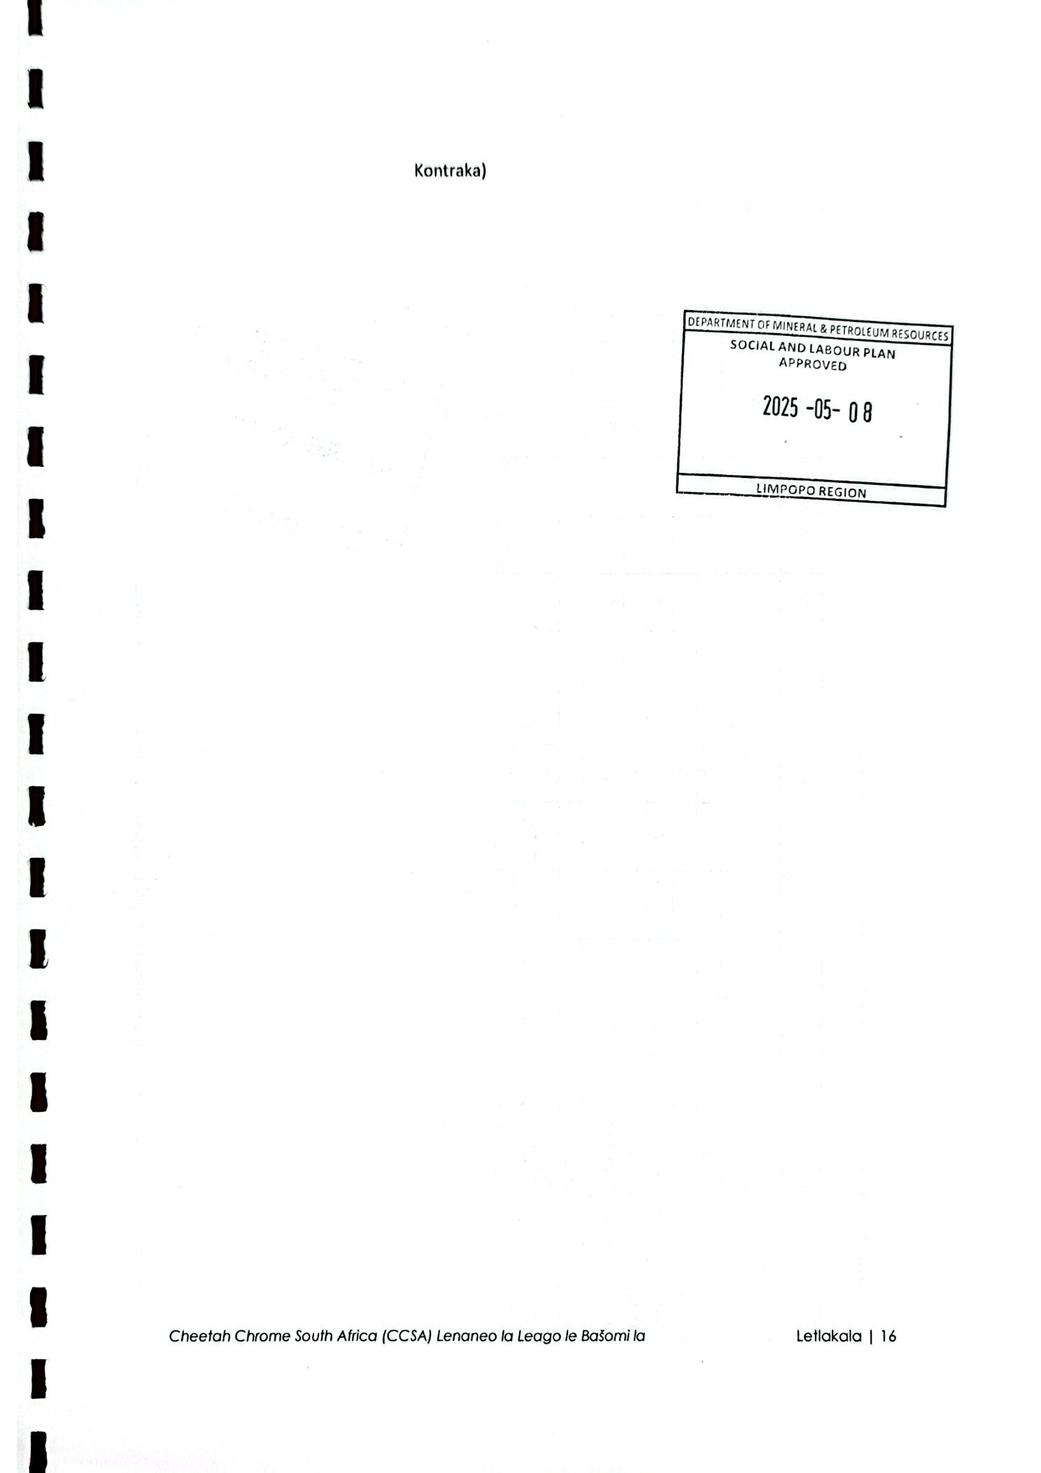 Kontraka)
DEPARTMENT OF MINERAL & PETROLEUM RESOURCES
SOCIAL AND LABOUR PLAN
APPROVED
2025 -05- 08
LIMPOPO REGION
Cheetah Chrome South Africa (CCSA) Lenaneo la Leago le Bašomi la Letlakala | 16